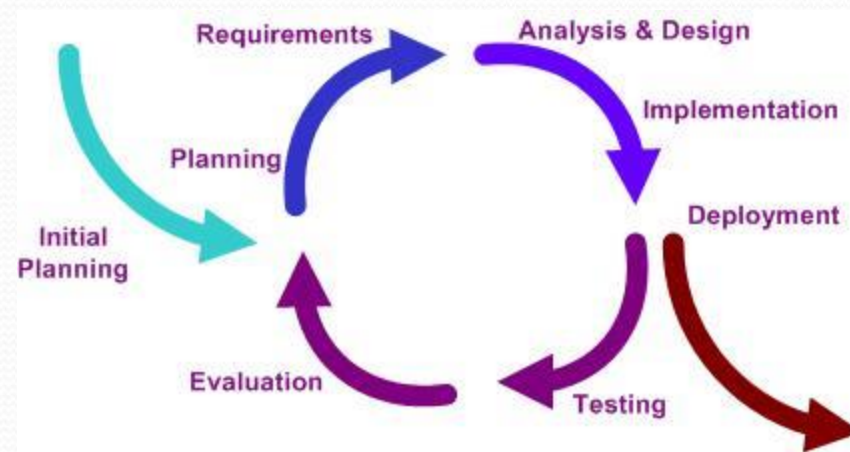 Requirements
Analysis & Design
Implementation
Planning
Deployment
Initial
Planning
Evaluation
Testing